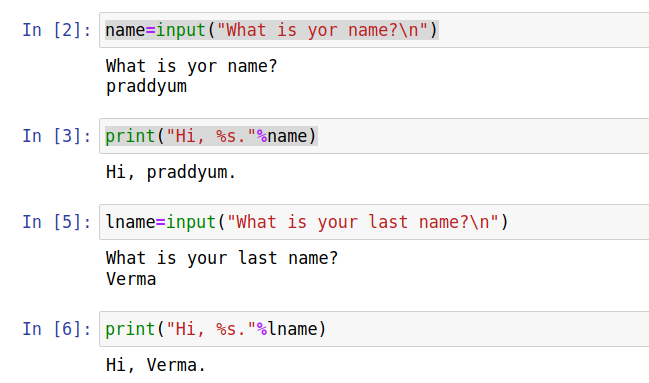 In [2]: name=input("What is yor name?\n")
What is yor name?
praddyum
In [3]: print("Hi, %s."%name)
Hi, praddyum.
In [5]: lname=input("What is your last name?\n")
What is your last name?
Verma
In [6]: print("Hi, %s."%lname)
Hi, Verma.